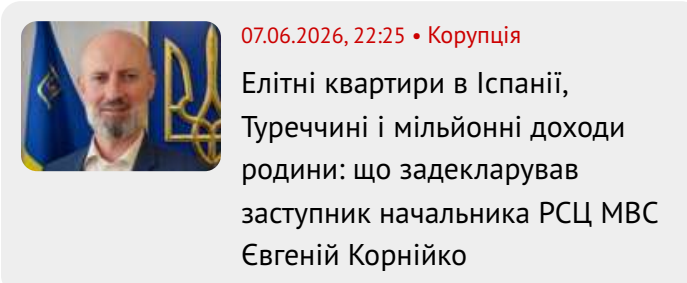 07.06.2026, 22:25 • Корупція
Елітні квартири в Іспанії,
Туреччині і мільйонні доходи
родини: що задекларував
заступник начальника РСЦ МВС
Євгеній Корнійко